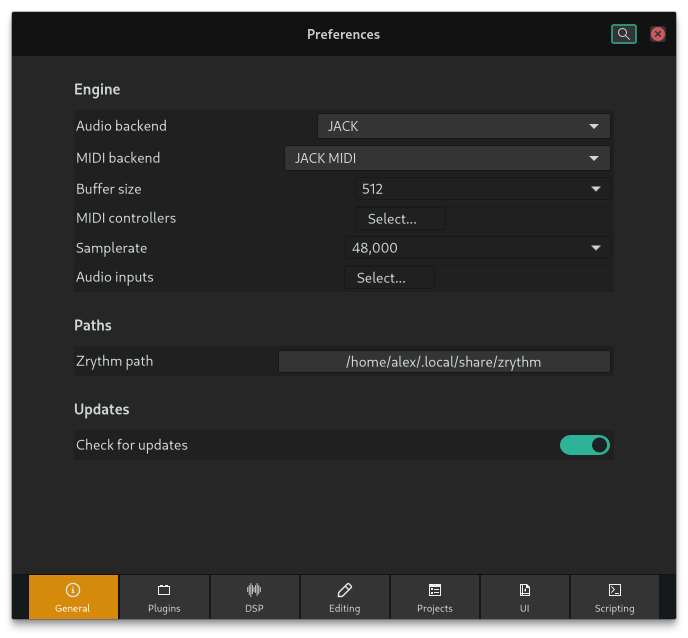 Preferences
Engine
Audio backend JACK
MIDI backend JACK MIDI
Buffer size 512
MIDI controllers Select...
Samplerate 48,000
Audio inputs Select...
Paths
Zrythm path /home/alex/.local/share/zrythm
Updates
Check for updates
General Plugins DSP Editing Projects UI Scripting